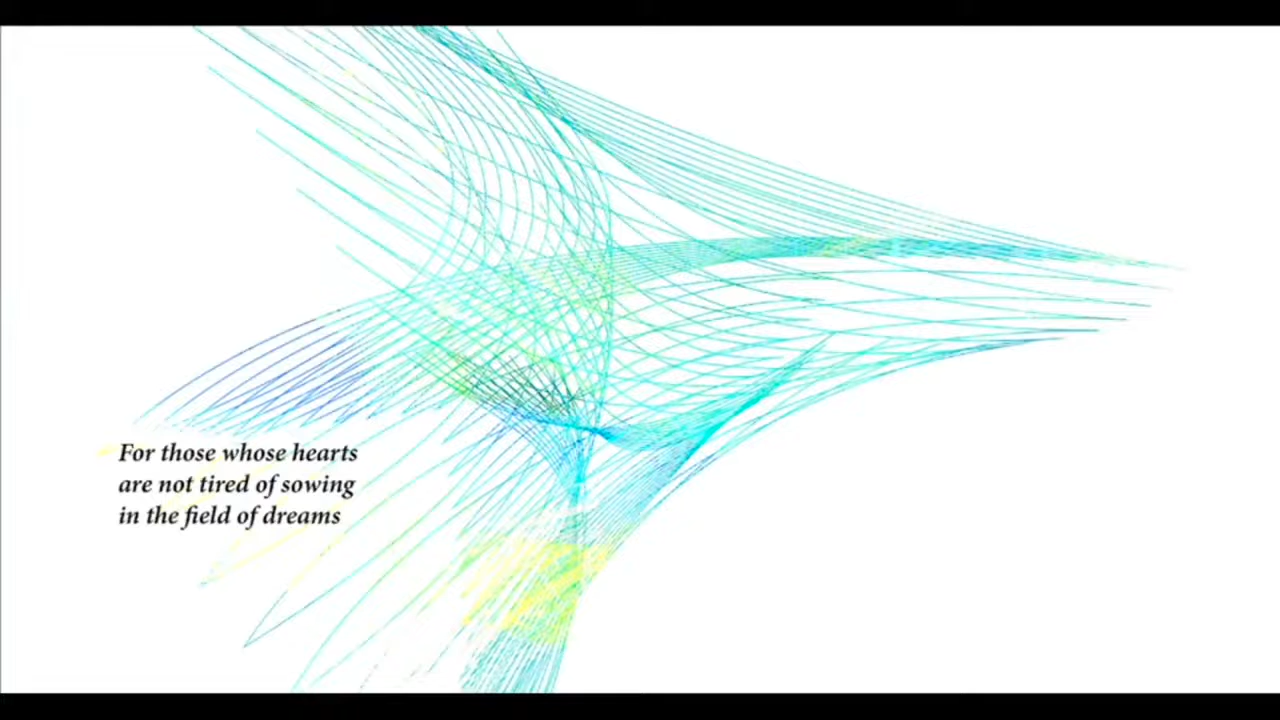 For those whose hearts
are not tired of sowing
in the field of dreams